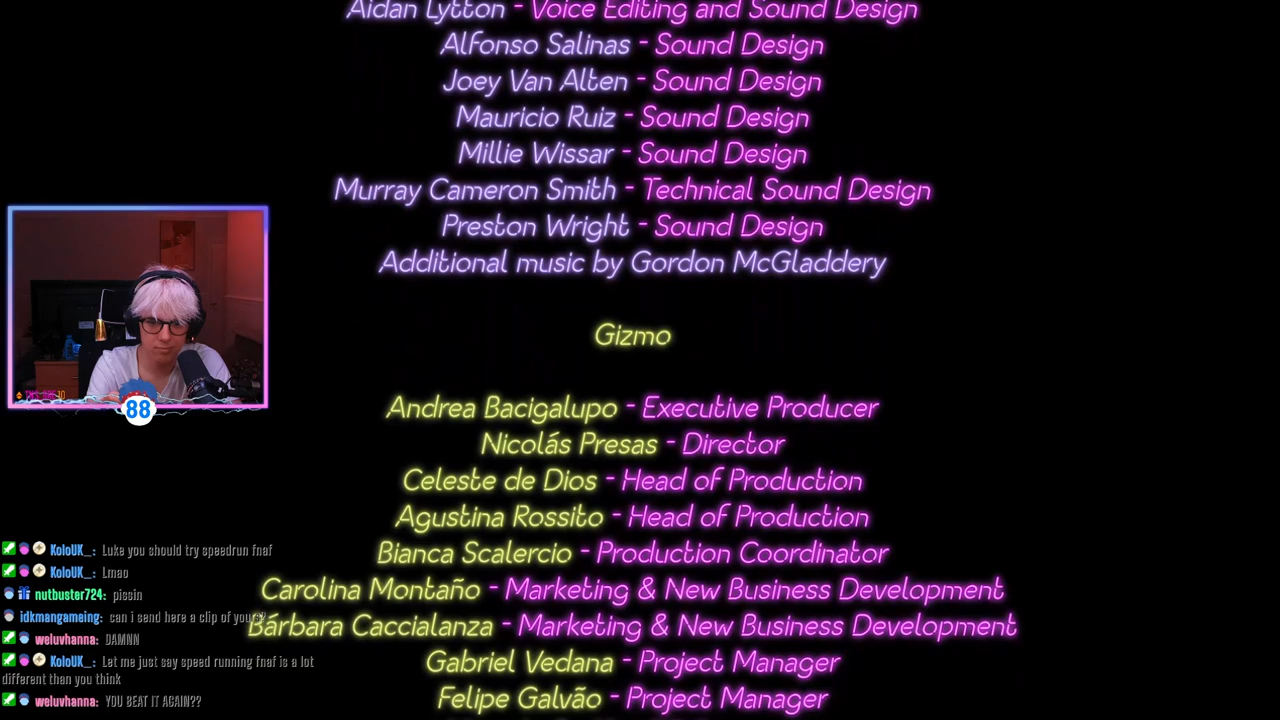 Aidan Lytton - Voice Editing and Sound Design
Alfonso Salinas - Sound Design
Joey Van Alten - Sound Design
Mauricio Ruiz - Sound Design
Millie Wissar - Sound Design
Murray Cameron Smith - Technical Sound Design
Preston Wright - Sound Design
Additional music by Gordon McGladdery
Gizmo
Andrea Bacigalupo - Executive Producer
Nicolás Presas - Director
Celeste de Dios - Head of Production
Agustina Rossito - Head of Production
Bianca Scalercio - Production Coordinator
Carolina Montaño - Marketing & New Business Development
Bárbara Caccialanza - Marketing & New Business Development
Gabriel Vedana - Project Manager
Felipe Galvão - Project Manager
88
KoloUK_: Luke you should try speedrun fnaf
KoloUK_: Lmao
nutbuster724: pissin
idkmangameing: can i send here a clip of yours?
weluvhanna: DAMNN
KoloUK_: Let me just say speed running fnaf is a lot
different than you think
weluvhanna: YOU BEAT IT AGAIN??